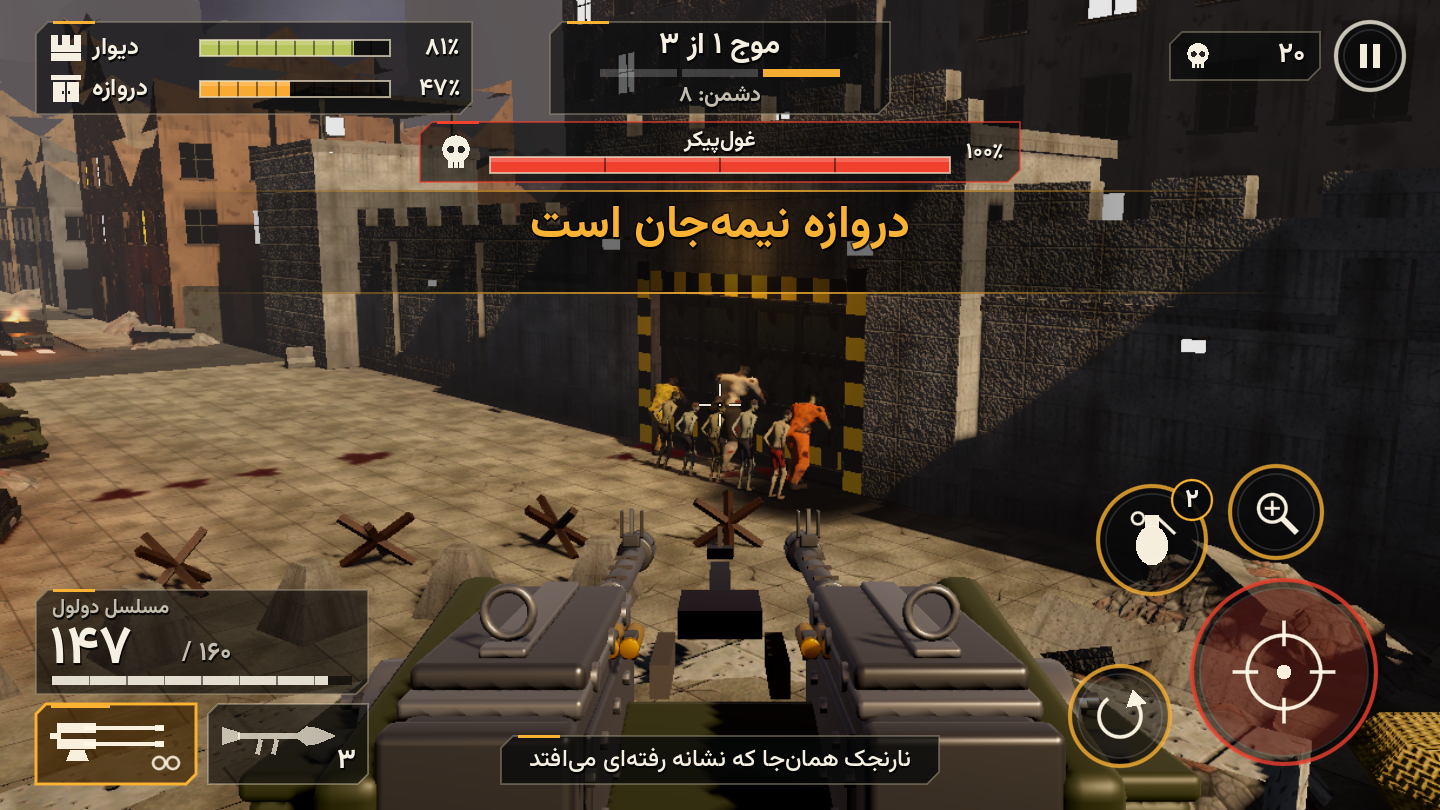 دیوار ۸۱٪
دروازه ۴۷٪
موج ۱ از ۳
دشمن: ۸
۲۰
غول‌پیکر
۱۰۰٪
دروازه نیمه‌جان است
۲
مسلسل دولول
۱۴۷ / ۱۶۰
∞
۳
نارنجک همان‌جا که نشانه رفته‌ای می‌افتد